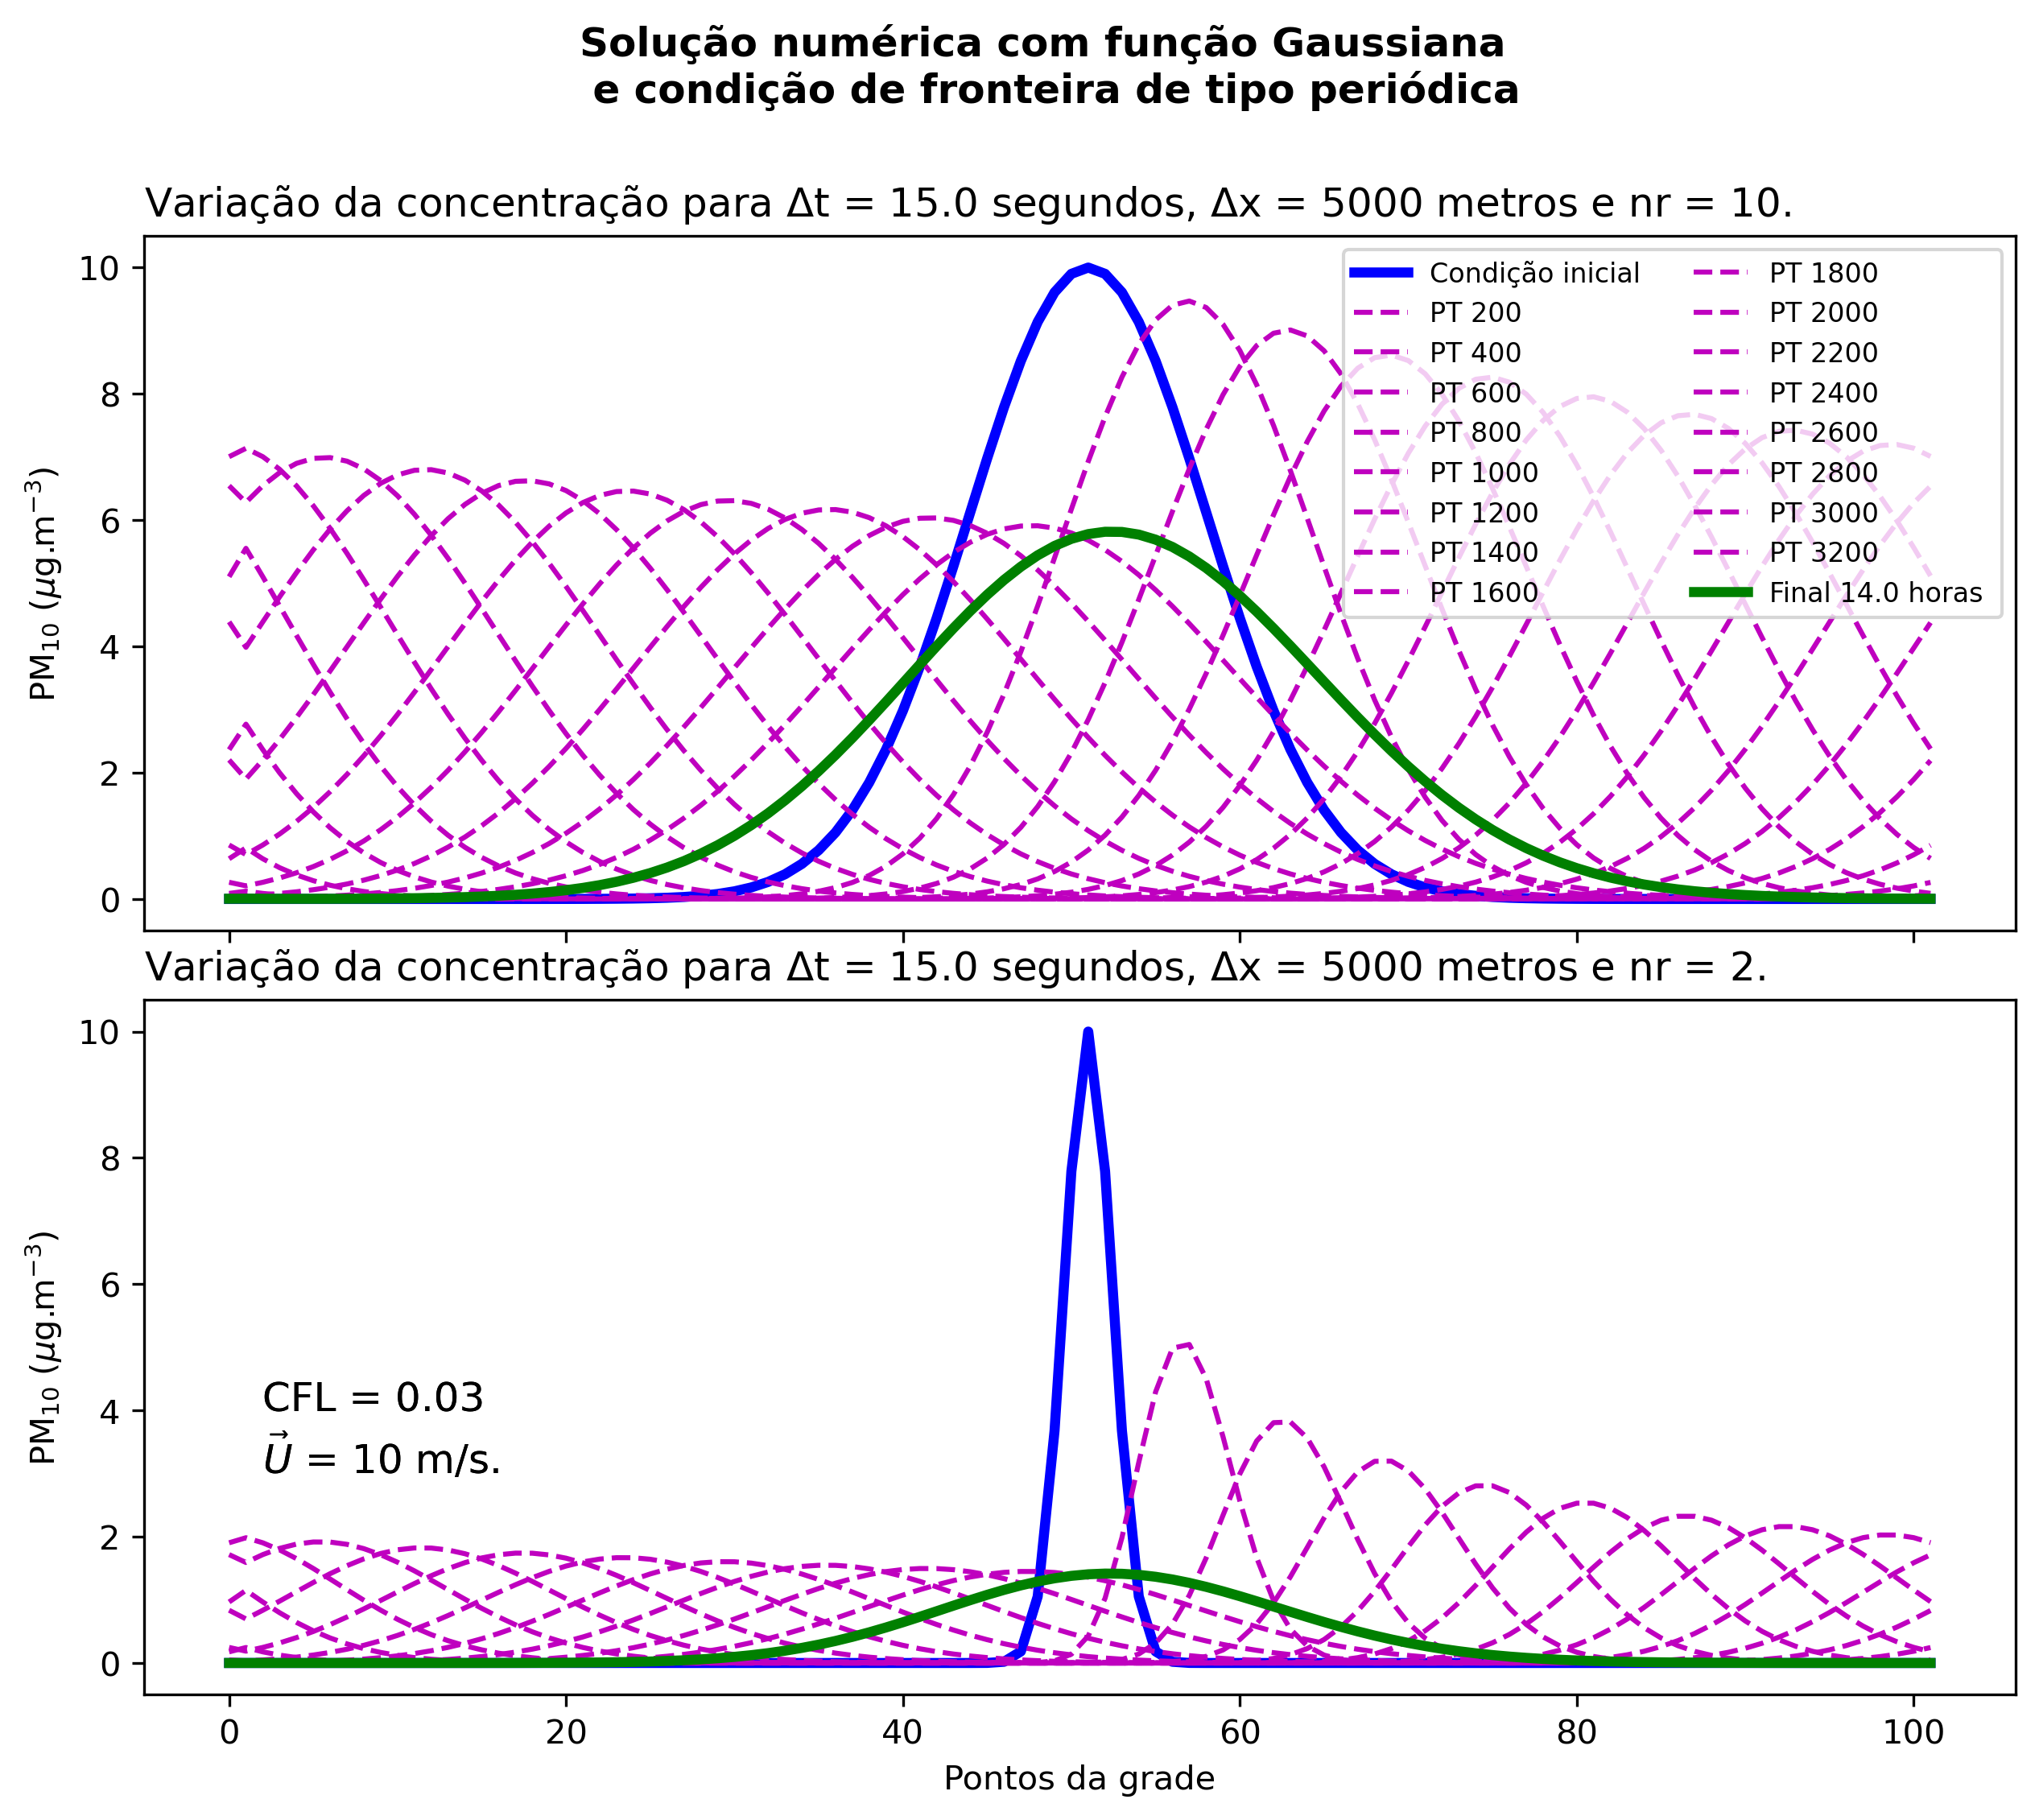 Solução numérica com função Gaussiana
e condição de fronteira de tipo periódica
Variação da concentração para Δt = 15.0 segundos, Δx = 5000 metros e nr = 10.
PM₁₀ (μg.m⁻³)
10
8
6
4
2
0
Condição inicial
PT 200
PT 400
PT 600
PT 800
PT 1000
PT 1200
PT 1400
PT 1600
PT 1800
PT 2000
PT 2200
PT 2400
PT 2600
PT 2800
PT 3000
PT 3200
Final 14.0 horas
Variação da concentração para Δt = 15.0 segundos, Δx = 5000 metros e nr = 2.
PM₁₀ (μg.m⁻³)
10
8
6
4
2
0
CFL = 0.03
U⃗ = 10 m/s.
0 20 40 60 80 100
Pontos da grade